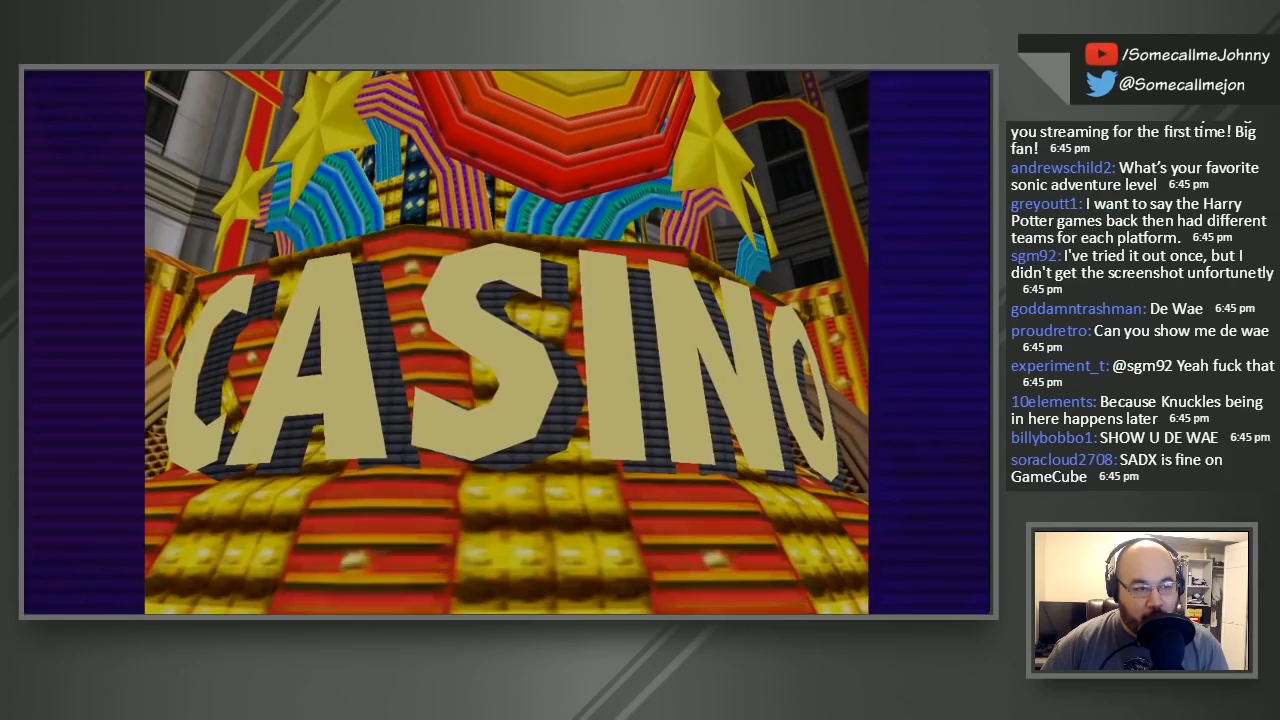 CASINO
/SomecallmeJohnny
@Somecallmejon
you streaming for the first time! Big
fan! 6:45 pm
andrewschild2: What's your favorite
sonic adventure level 6:45 pm
greyoutt1: I want to say the Harry
Potter games back then had different
teams for each platform. 6:45 pm
sgm92: I've tried it out once, but I
didn't get the screenshot unfortunetly
6:45 pm
goddamntrashman: De Wae 6:45 pm
proudretro: Can you show me de wae
6:45 pm
experiment_t: @sgm92 Yeah fuck that
6:45 pm
10elements: Because Knuckles being
in here happens later 6:45 pm
billybobbo1: SHOW U DE WAE 6:45 pm
soracloud2708: SADX is fine on
GameCube 6:45 pm